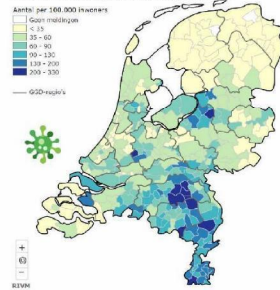 Aantal per 100.000 inwoners
Geen meldingen
< 35
35 - 60
60 - 90
90 - 130
130 - 200
200 - 330
GGD-regio's
+
−
RIVM